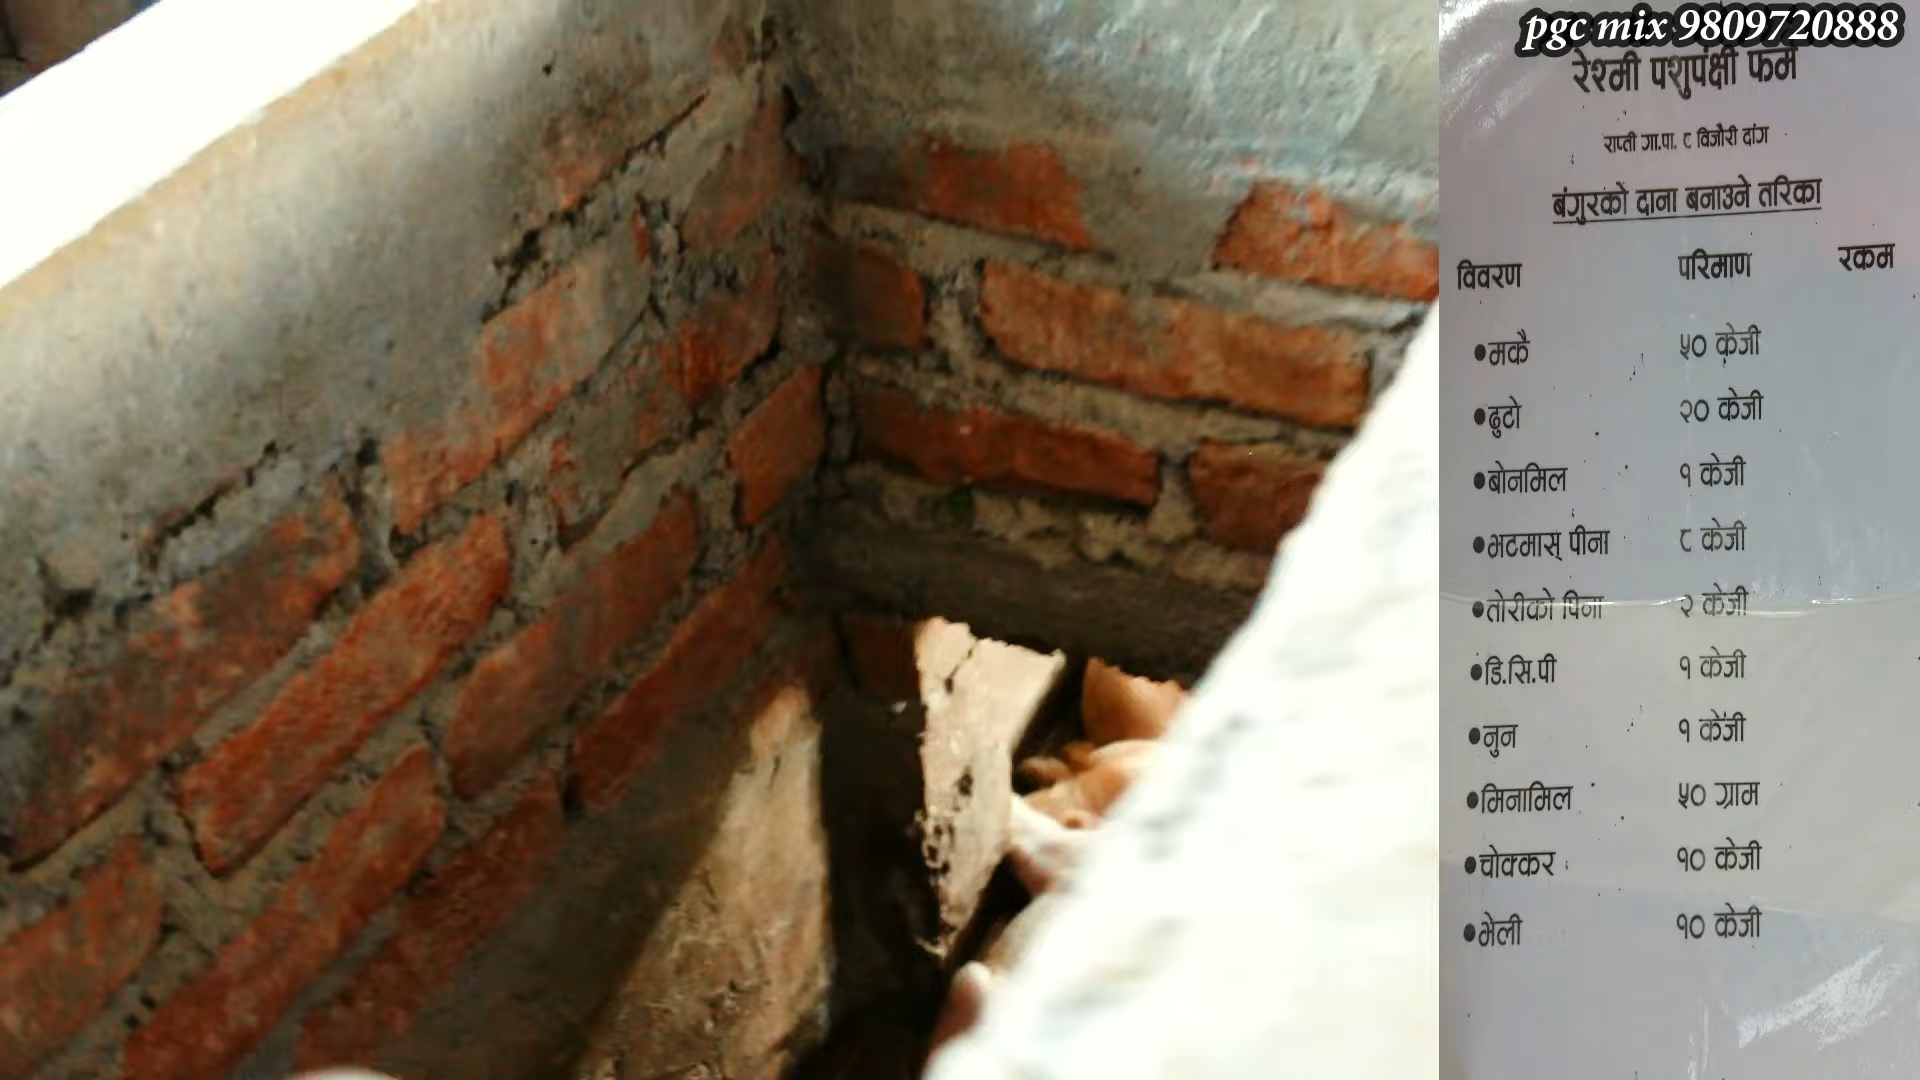 pgc mix 9809720888
रेश्मी पशुपंक्षी फर्म
राप्ती गा.पा. ८ विजौरी दांग
बंगुरको दाना बनाउने तरिका
विवरण परिमाण रकम
•मकै ५० केजी
•ढुटो २० केजी
•बोनमिल १ केजी
•भटमास् पीना ८ केजी
•तोरीको पिना २ केजी
•डि.सि.पी १ केजी
•नुन १ केजी
•मिनामिल ५० ग्राम
•चोक्कर १० केजी
•भेली १० केजी